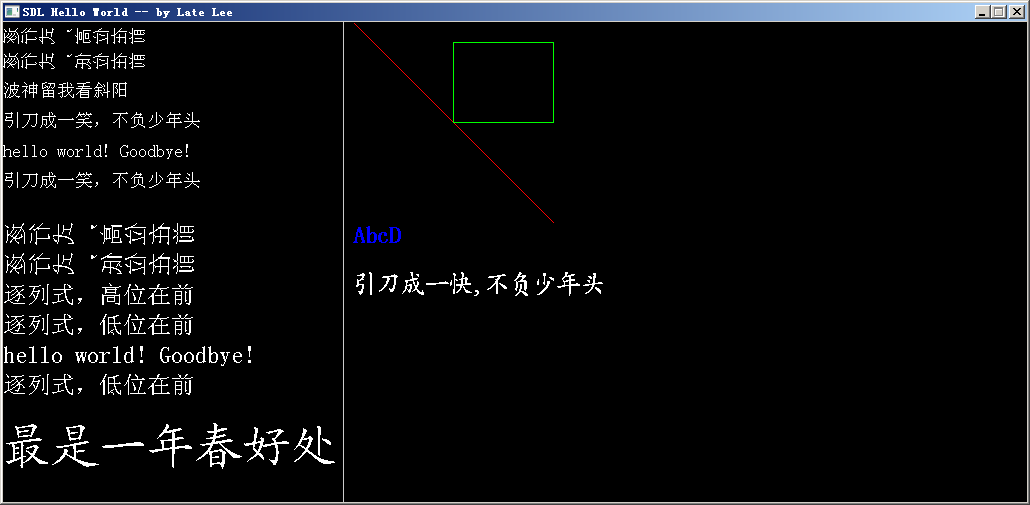 SDL Hello World -- by Late Lee
波神留我看斜阳
引刀成一笑，不负少年头
hello world! Goodbye!
引刀成一笑，不负少年头
逐列式，高位在前
逐列式，低位在前
hello world! Goodbye!
逐列式，低位在前
最是一年春好处
AbcD
引刀成一快,不负少年头